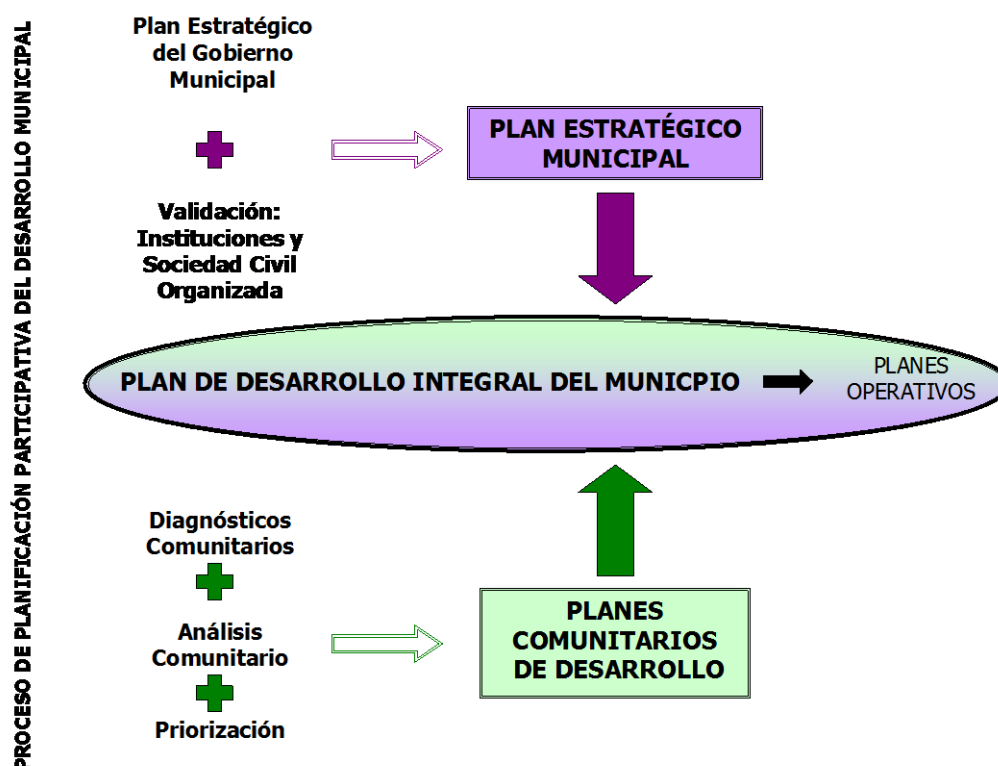 PROCESO DE PLANIFICACIÓN PARTICIPATIVA DEL DESARROLLO MUNICIPAL
Plan Estratégico
del Gobierno
Municipal
PLAN ESTRATÉGICO
MUNICIPAL
Validación:
Instituciones y
Sociedad Civil
Organizada
PLAN DE DESARROLLO INTEGRAL DEL MUNICPIO
PLANES
OPERATIVOS
Diagnósticos
Comunitarios
Análisis
Comunitario
Priorización
PLANES
COMUNITARIOS
DE DESARROLLO